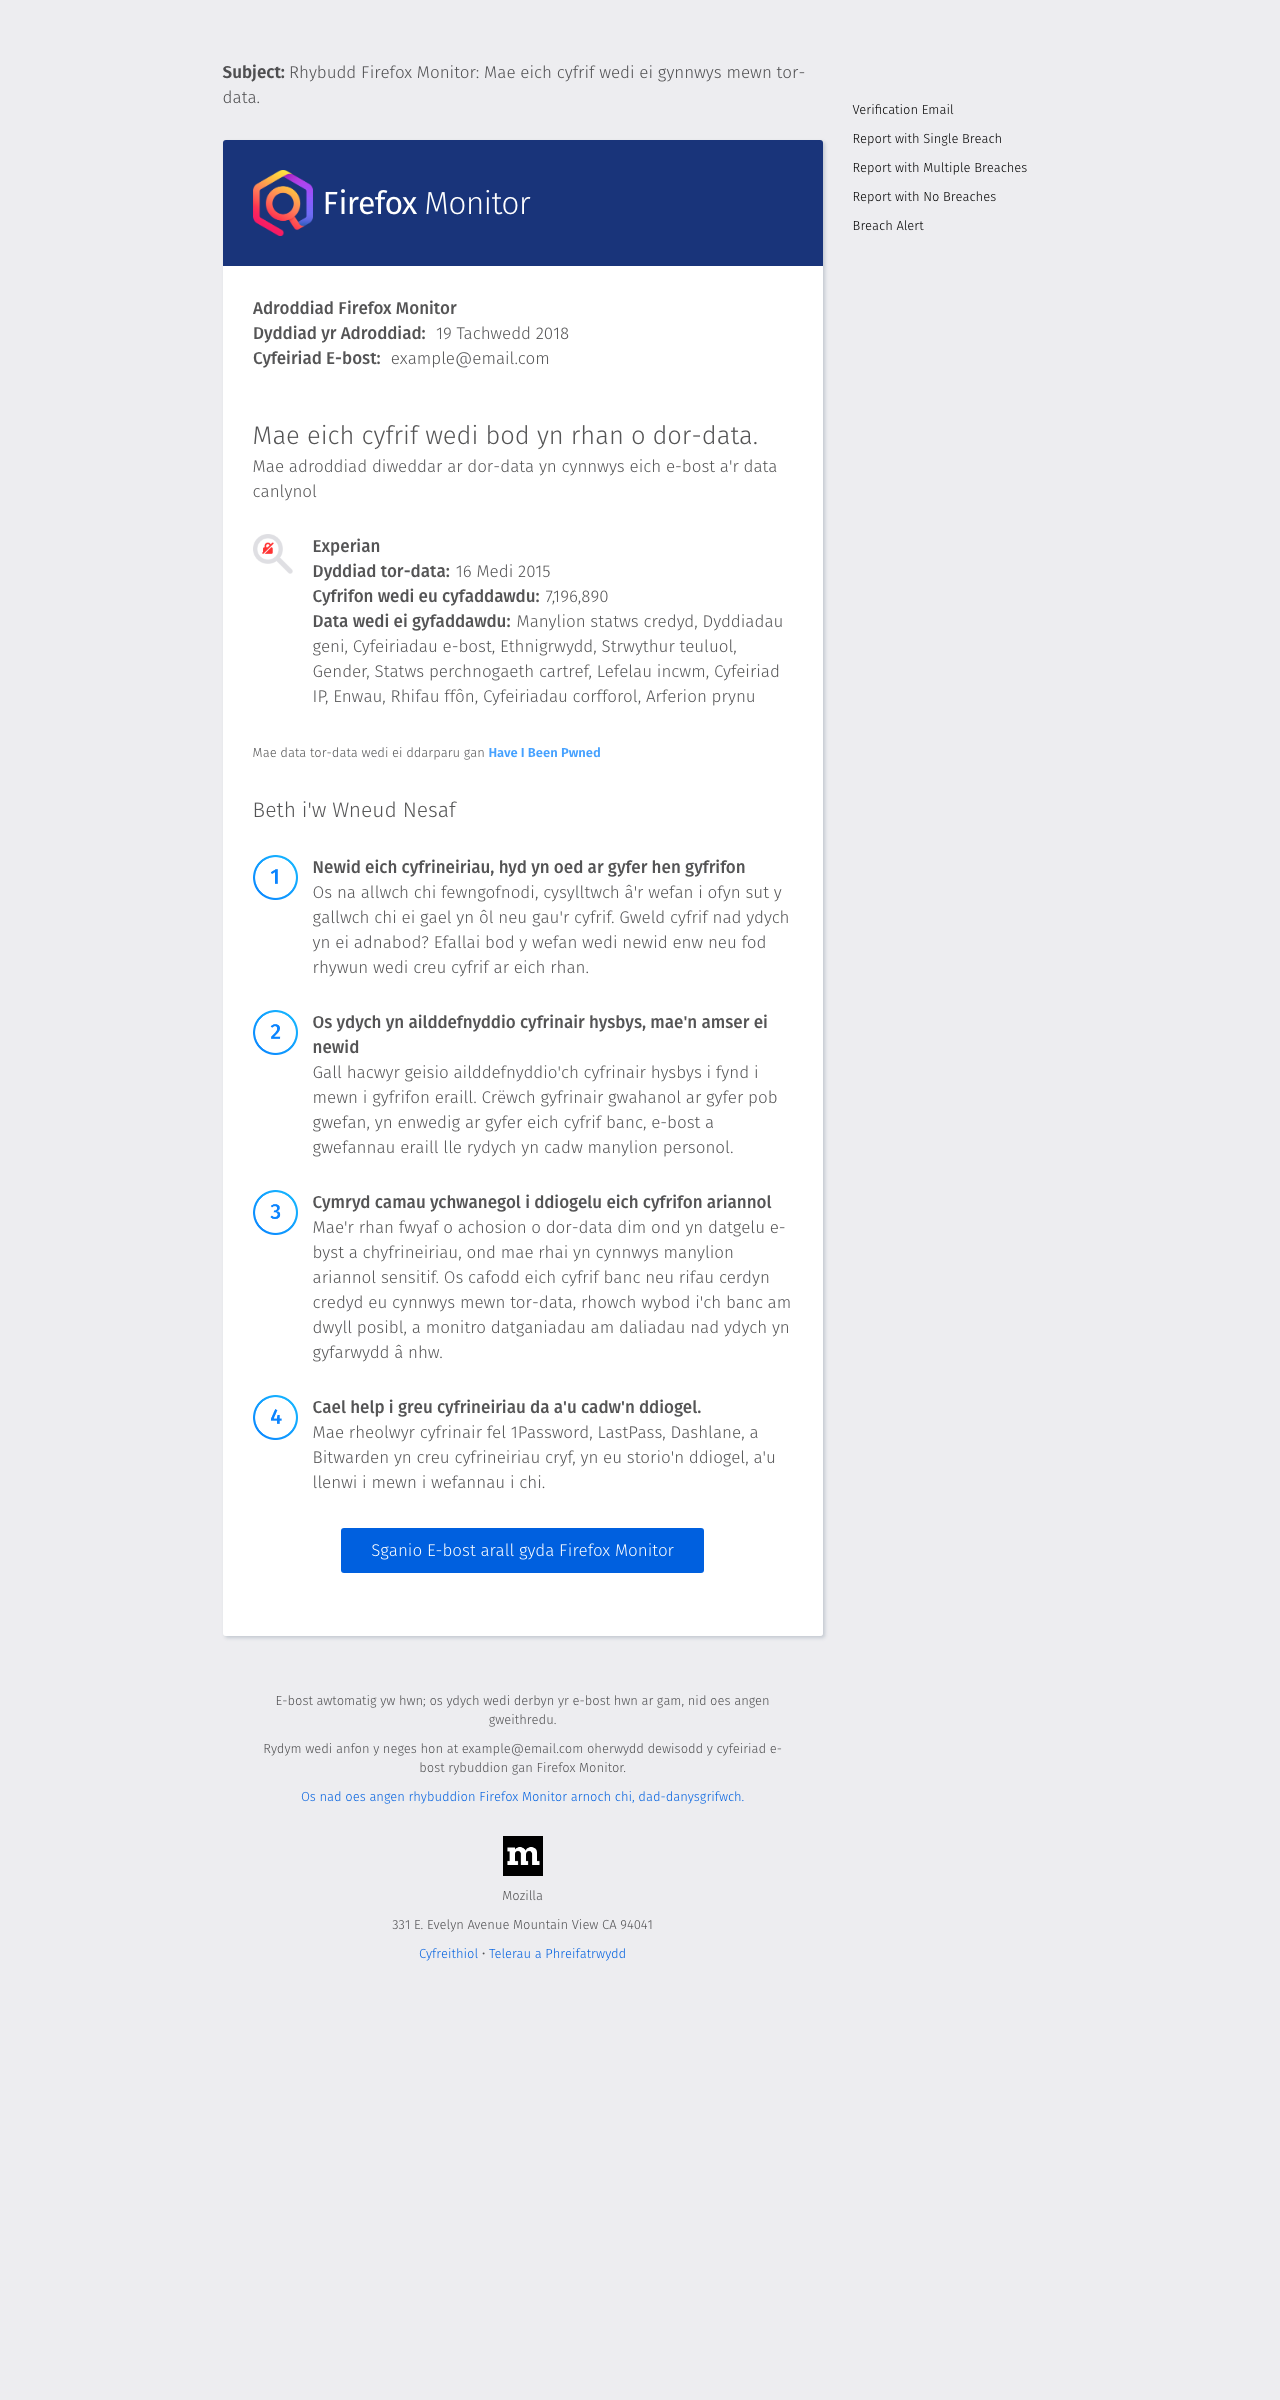 Subject: Rhybudd Firefox Monitor: Mae eich cyfrif wedi ei gynnwys mewn tor-
data.
Verification Email
Report with Single Breach
Report with Multiple Breaches
Report with No Breaches
Breach Alert
Firefox Monitor
Adroddiad Firefox Monitor
Dyddiad yr Adroddiad: 19 Tachwedd 2018
Cyfeiriad E-bost: example@email.com
Mae eich cyfrif wedi bod yn rhan o dor-data.
Mae adroddiad diweddar ar dor-data yn cynnwys eich e-bost a'r data
canlynol
Experian
Dyddiad tor-data: 16 Medi 2015
Cyfrifon wedi eu cyfaddawdu: 7,196,890
Data wedi ei gyfaddawdu: Manylion statws credyd, Dyddiadau
geni, Cyfeiriadau e-bost, Ethnigrwydd, Strwythur teuluol,
Gender, Statws perchnogaeth cartref, Lefelau incwm, Cyfeiriad
IP, Enwau, Rhifau ffôn, Cyfeiriadau corfforol, Arferion prynu
Mae data tor-data wedi ei ddarparu gan Have I Been Pwned
Beth i'w Wneud Nesaf
1
Newid eich cyfrineiriau, hyd yn oed ar gyfer hen gyfrifon
Os na allwch chi fewngofnodi, cysylltwch â'r wefan i ofyn sut y
gallwch chi ei gael yn ôl neu gau'r cyfrif. Gweld cyfrif nad ydych
yn ei adnabod? Efallai bod y wefan wedi newid enw neu fod
rhywun wedi creu cyfrif ar eich rhan.
2
Os ydych yn ailddefnyddio cyfrinair hysbys, mae'n amser ei
newid
Gall hacwyr geisio ailddefnyddio'ch cyfrinair hysbys i fynd i
mewn i gyfrifon eraill. Crëwch gyfrinair gwahanol ar gyfer pob
gwefan, yn enwedig ar gyfer eich cyfrif banc, e-bost a
gwefannau eraill lle rydych yn cadw manylion personol.
3
Cymryd camau ychwanegol i ddiogelu eich cyfrifon ariannol
Mae'r rhan fwyaf o achosion o dor-data dim ond yn datgelu e-
byst a chyfrineiriau, ond mae rhai yn cynnwys manylion
ariannol sensitif. Os cafodd eich cyfrif banc neu rifau cerdyn
credyd eu cynnwys mewn tor-data, rhowch wybod i'ch banc am
dwyll posibl, a monitro datganiadau am daliadau nad ydych yn
gyfarwydd â nhw.
4
Cael help i greu cyfrineiriau da a'u cadw'n ddiogel.
Mae rheolwyr cyfrinair fel 1Password, LastPass, Dashlane, a
Bitwarden yn creu cyfrineiriau cryf, yn eu storio'n ddiogel, a'u
llenwi i mewn i wefannau i chi.
Sganio E-bost arall gyda Firefox Monitor
E-bost awtomatig yw hwn; os ydych wedi derbyn yr e-bost hwn ar gam, nid oes angen
gweithredu.
Rydym wedi anfon y neges hon at example@email.com oherwydd dewisodd y cyfeiriad e-
bost rybuddion gan Firefox Monitor.
Os nad oes angen rhybuddion Firefox Monitor arnoch chi, dad-danysgrifwch.
m
Mozilla
331 E. Evelyn Avenue Mountain View CA 94041
Cyfreithiol · Telerau a Phreifatrwydd